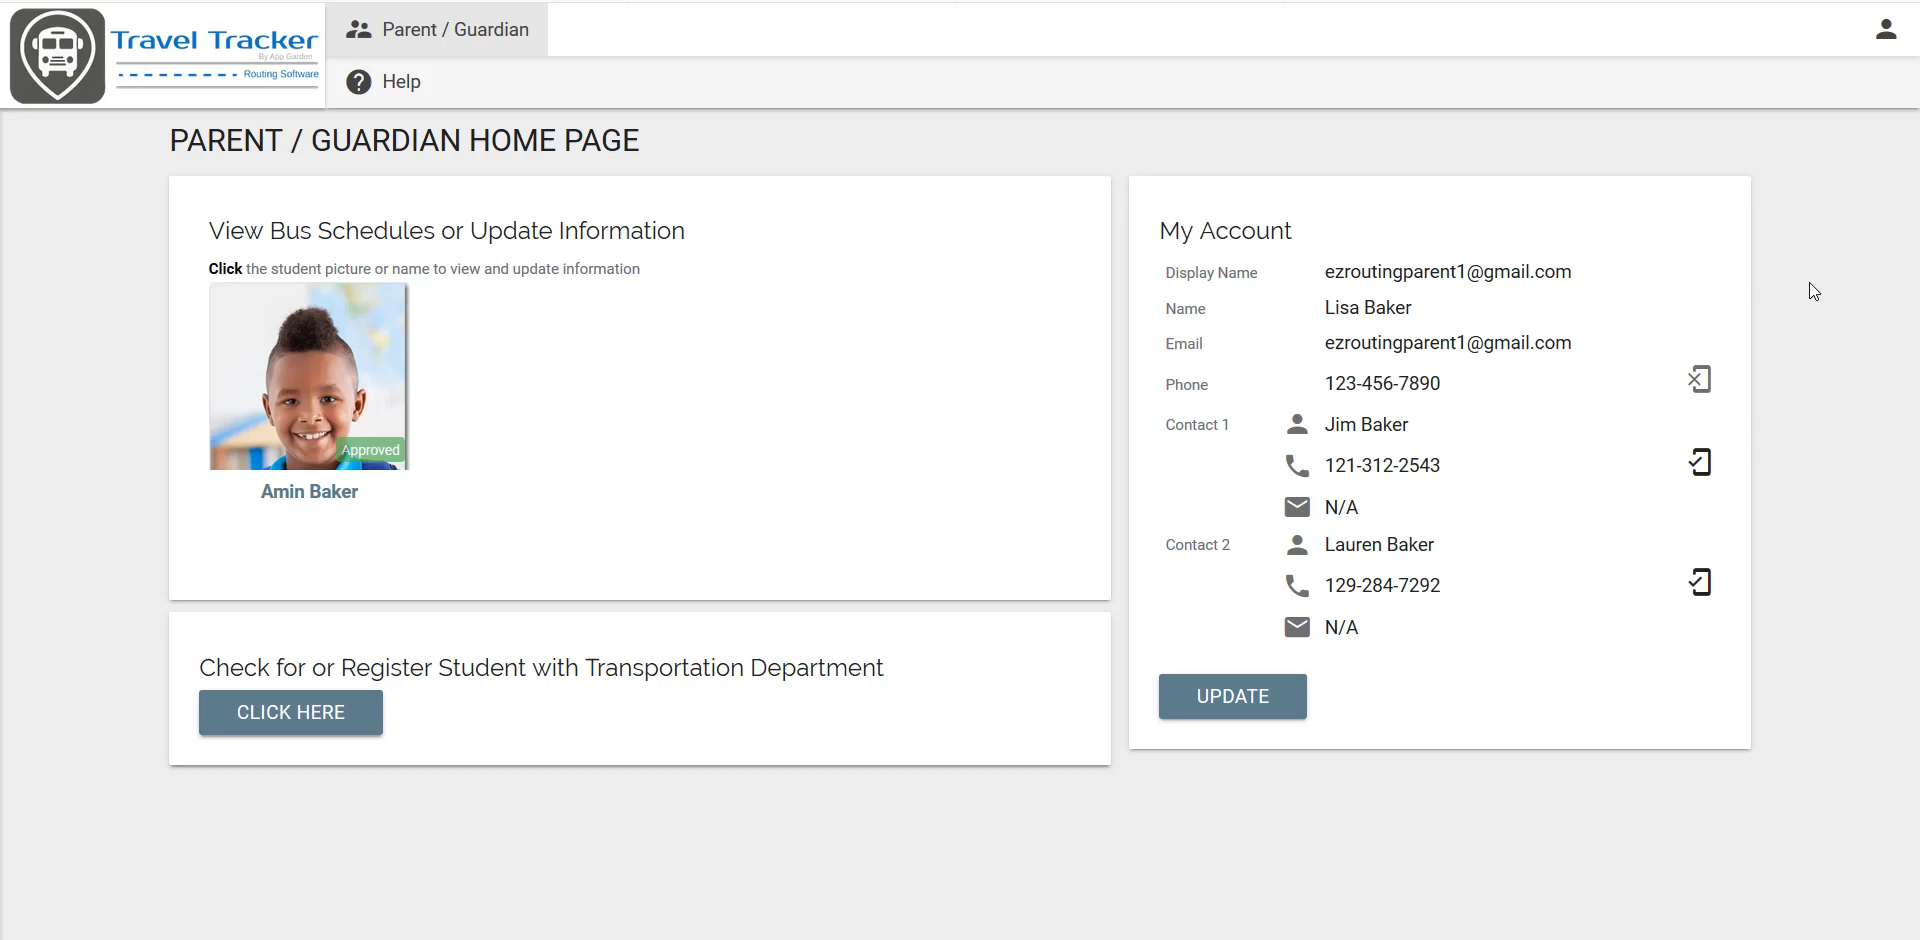 Travel Tracker
By App Garden
Routing Software
Parent / Guardian
Help
PARENT / GUARDIAN HOME PAGE
View Bus Schedules or Update Information
Click the student picture or name to view and update information
Approved
Amin Baker
Check for or Register Student with Transportation Department
CLICK HERE
My Account
Display Name ezroutingparent1@gmail.com
Name Lisa Baker
Email ezroutingparent1@gmail.com
Phone 123-456-7890
Contact 1 Jim Baker
121-312-2543
N/A
Contact 2 Lauren Baker
129-284-7292
N/A
UPDATE